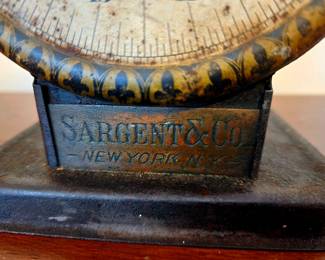 SARGENT & Co.
NEW YORK, N.Y.